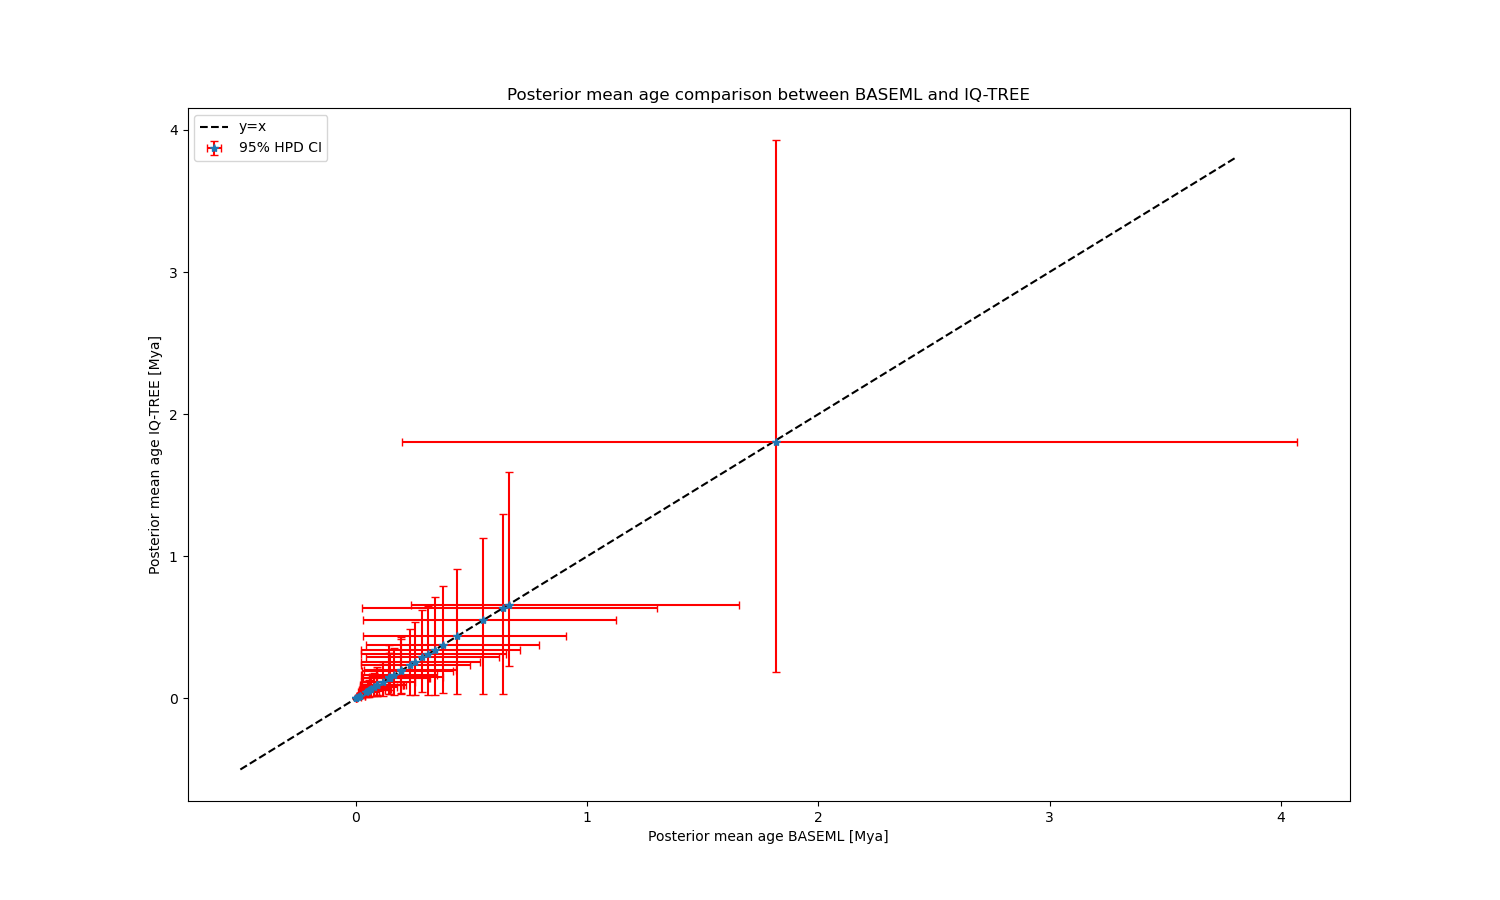 Posterior mean age comparison between BASEML and IQ-TREE
y=x
95% HPD CI
Posterior mean age IQ-TREE [Mya]
4
3
2
1
0
0 1 2 3 4
Posterior mean age BASEML [Mya]